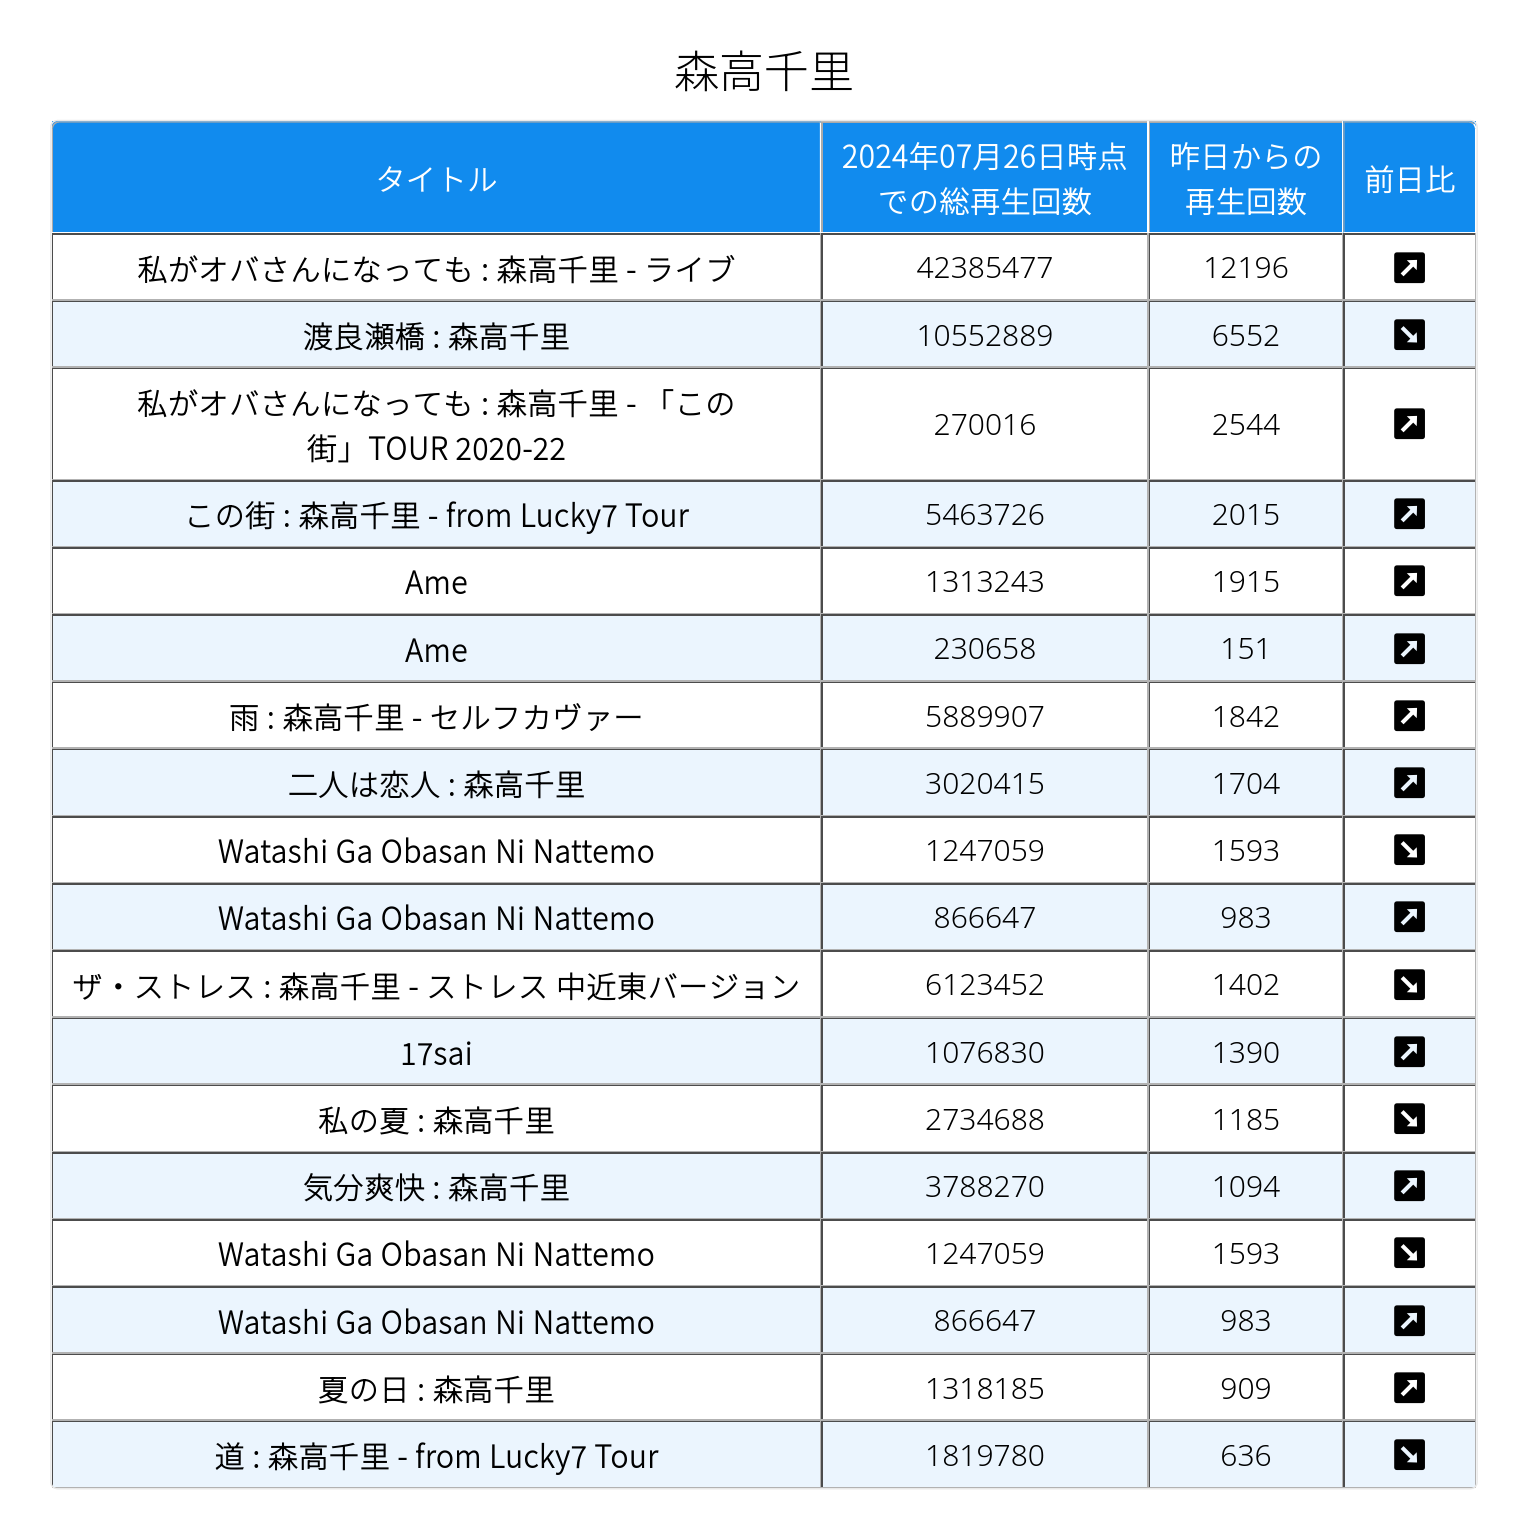 森高千里
タイトル 2024年07月26日時点での総再生回数 昨日からの再生回数 前日比
私がオバさんになっても : 森高千里 - ライブ 42385477 12196 ↗
渡良瀬橋 : 森高千里 10552889 6552 ↘
私がオバさんになっても : 森高千里 - 「この街」TOUR 2020-22 270016 2544 ↗
この街 : 森高千里 - from Lucky7 Tour 5463726 2015 ↗
Ame 1313243 1915 ↗
Ame 230658 151 ↗
雨 : 森高千里 - セルフカヴァー 5889907 1842 ↗
二人は恋人 : 森高千里 3020415 1704 ↗
Watashi Ga Obasan Ni Nattemo 1247059 1593 ↘
Watashi Ga Obasan Ni Nattemo 866647 983 ↗
ザ・ストレス : 森高千里 - ストレス 中近東バージョン 6123452 1402 ↘
17sai 1076830 1390 ↗
私の夏 : 森高千里 2734688 1185 ↘
気分爽快 : 森高千里 3788270 1094 ↗
Watashi Ga Obasan Ni Nattemo 1247059 1593 ↘
Watashi Ga Obasan Ni Nattemo 866647 983 ↗
夏の日 : 森高千里 1318185 909 ↗
道 : 森高千里 - from Lucky7 Tour 1819780 636 ↘